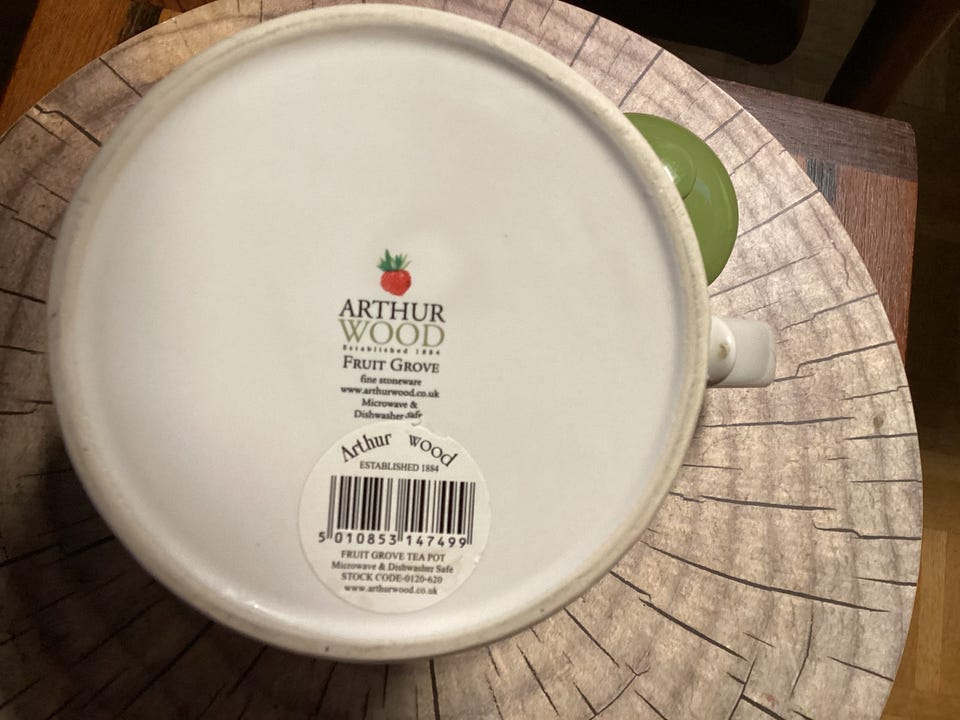 ARTHUR
WOOD
Established 1884
FRUIT GROVE
fine stoneware
www.arthurwood.co.uk
Microwave &
Dishwasher Safe
Arthur wood
ESTABLISHED 1884
5 010853 147499
FRUIT GROVE TEA POT
Microwave & Dishwasher Safe
STOCK CODE-0120-620
www.arthurwood.co.uk